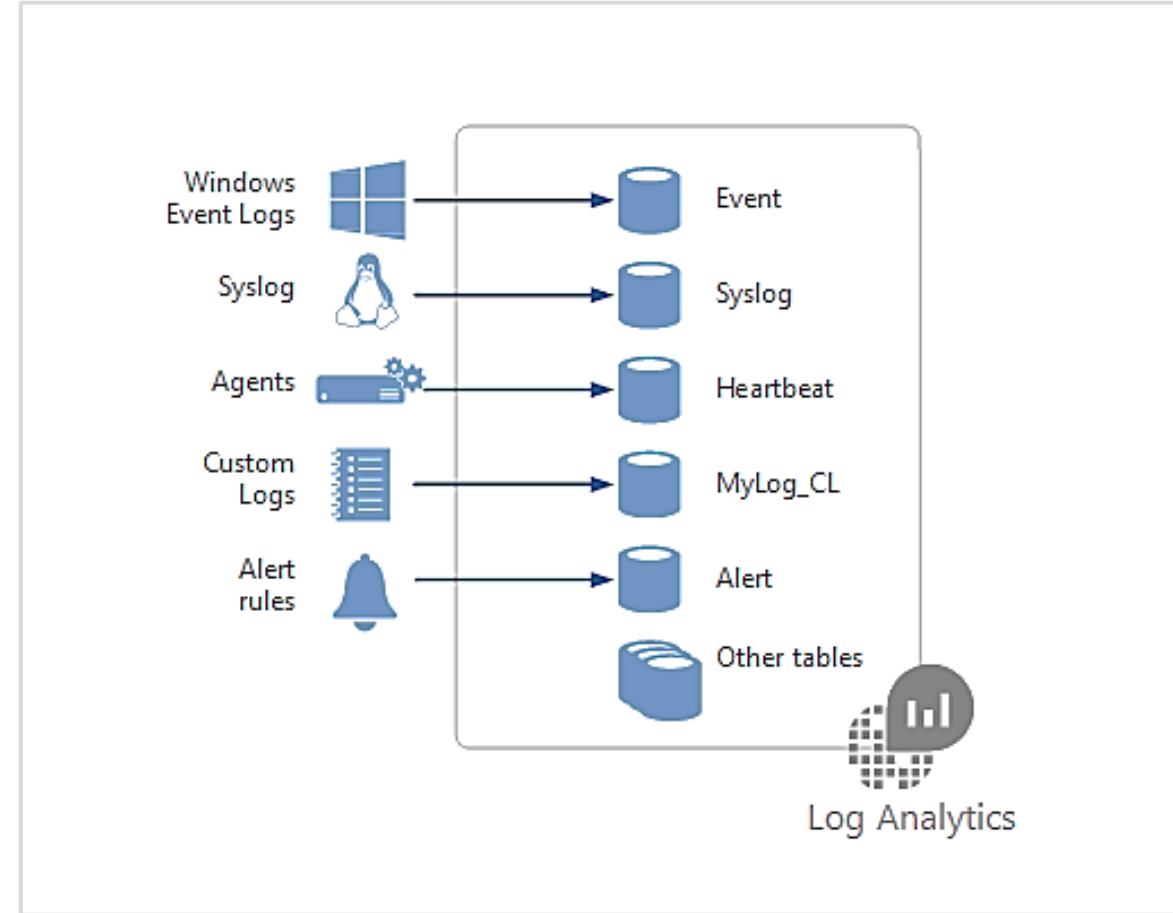 Windows
Event Logs
Event
Syslog
Syslog
Agents
Heartbeat
Custom
Logs
MyLog_CL
Alert
rules
Alert
Other tables
Log Analytics